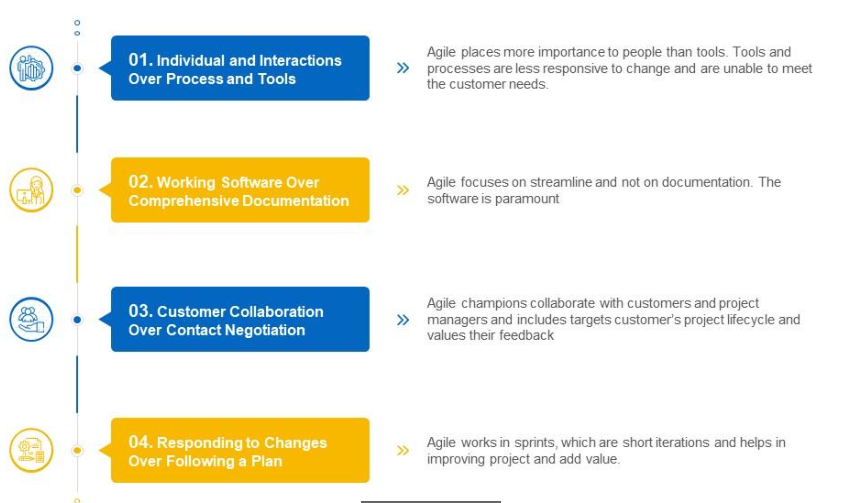 01. Individual and Interactions
Over Process and Tools
Agile places more importance to people than tools. Tools and
processes are less responsive to change and are unable to meet
the customer needs.
02. Working Software Over
Comprehensive Documentation
Agile focuses on streamline and not on documentation. The
software is paramount
03. Customer Collaboration
Over Contact Negotiation
Agile champions collaborate with customers and project
managers and includes targets customer's project lifecycle and
values their feedback
04. Responding to Changes
Over Following a Plan
Agile works in sprints, which are short iterations and helps in
improving project and add value.